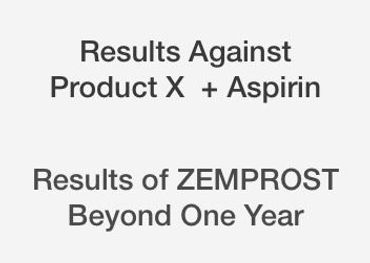 Results Against
Product X  + Aspirin
Results of ZEMPROST
Beyond One Year